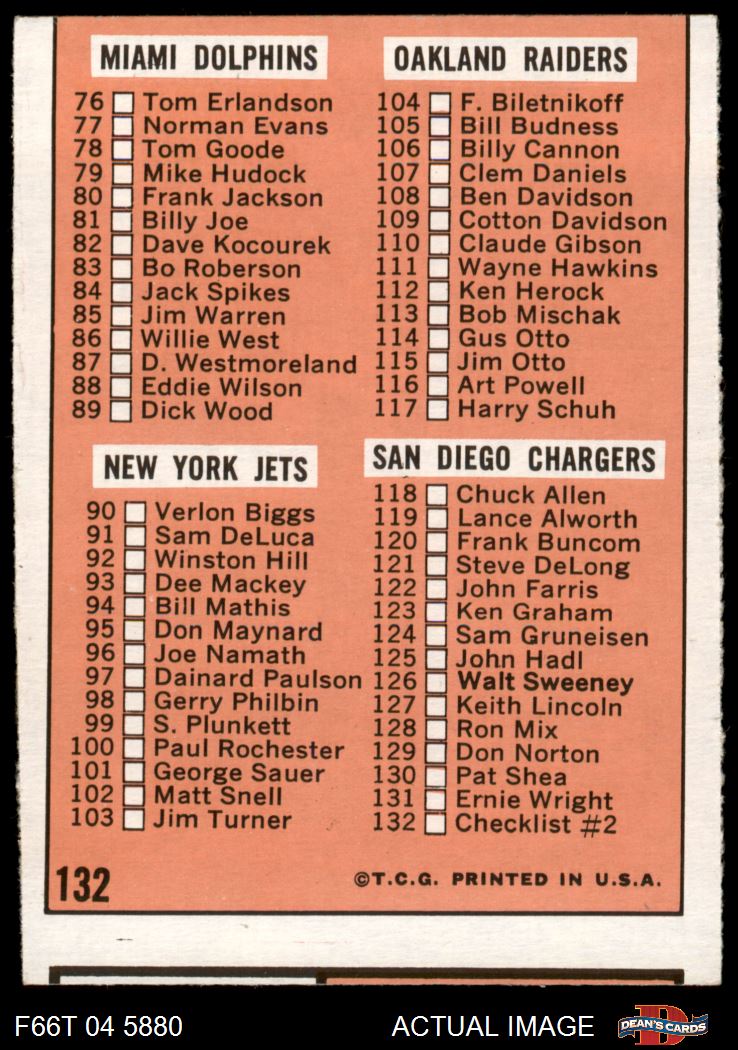 MIAMI DOLPHINS
76 Tom Erlandson
77 Norman Evans
78 Tom Goode
79 Mike Hudock
80 Frank Jackson
81 Billy Joe
82 Dave Kocourek
83 Bo Roberson
84 Jack Spikes
85 Jim Warren
86 Willie West
87 D. Westmoreland
88 Eddie Wilson
89 Dick Wood
NEW YORK JETS
90 Verlon Biggs
91 Sam DeLuca
92 Winston Hill
93 Dee Mackey
94 Bill Mathis
95 Don Maynard
96 Joe Namath
97 Dainard Paulson
98 Gerry Philbin
99 S. Plunkett
100 Paul Rochester
101 George Sauer
102 Matt Snell
103 Jim Turner
OAKLAND RAIDERS
104 F. Biletnikoff
105 Bill Budness
106 Billy Cannon
107 Clem Daniels
108 Ben Davidson
109 Cotton Davidson
110 Claude Gibson
111 Wayne Hawkins
112 Ken Herock
113 Bob Mischak
114 Gus Otto
115 Jim Otto
116 Art Powell
117 Harry Schuh
SAN DIEGO CHARGERS
118 Chuck Allen
119 Lance Alworth
120 Frank Buncom
121 Steve DeLong
122 John Farris
123 Ken Graham
124 Sam Gruneisen
125 John Hadl
126 Walt Sweeney
127 Keith Lincoln
128 Ron Mix
129 Don Norton
130 Pat Shea
131 Ernie Wright
132 Checklist #2
132
©T.C.G. PRINTED IN U.S.A.
F66T 04 5880
ACTUAL IMAGE
D
DEAN'S CARDS